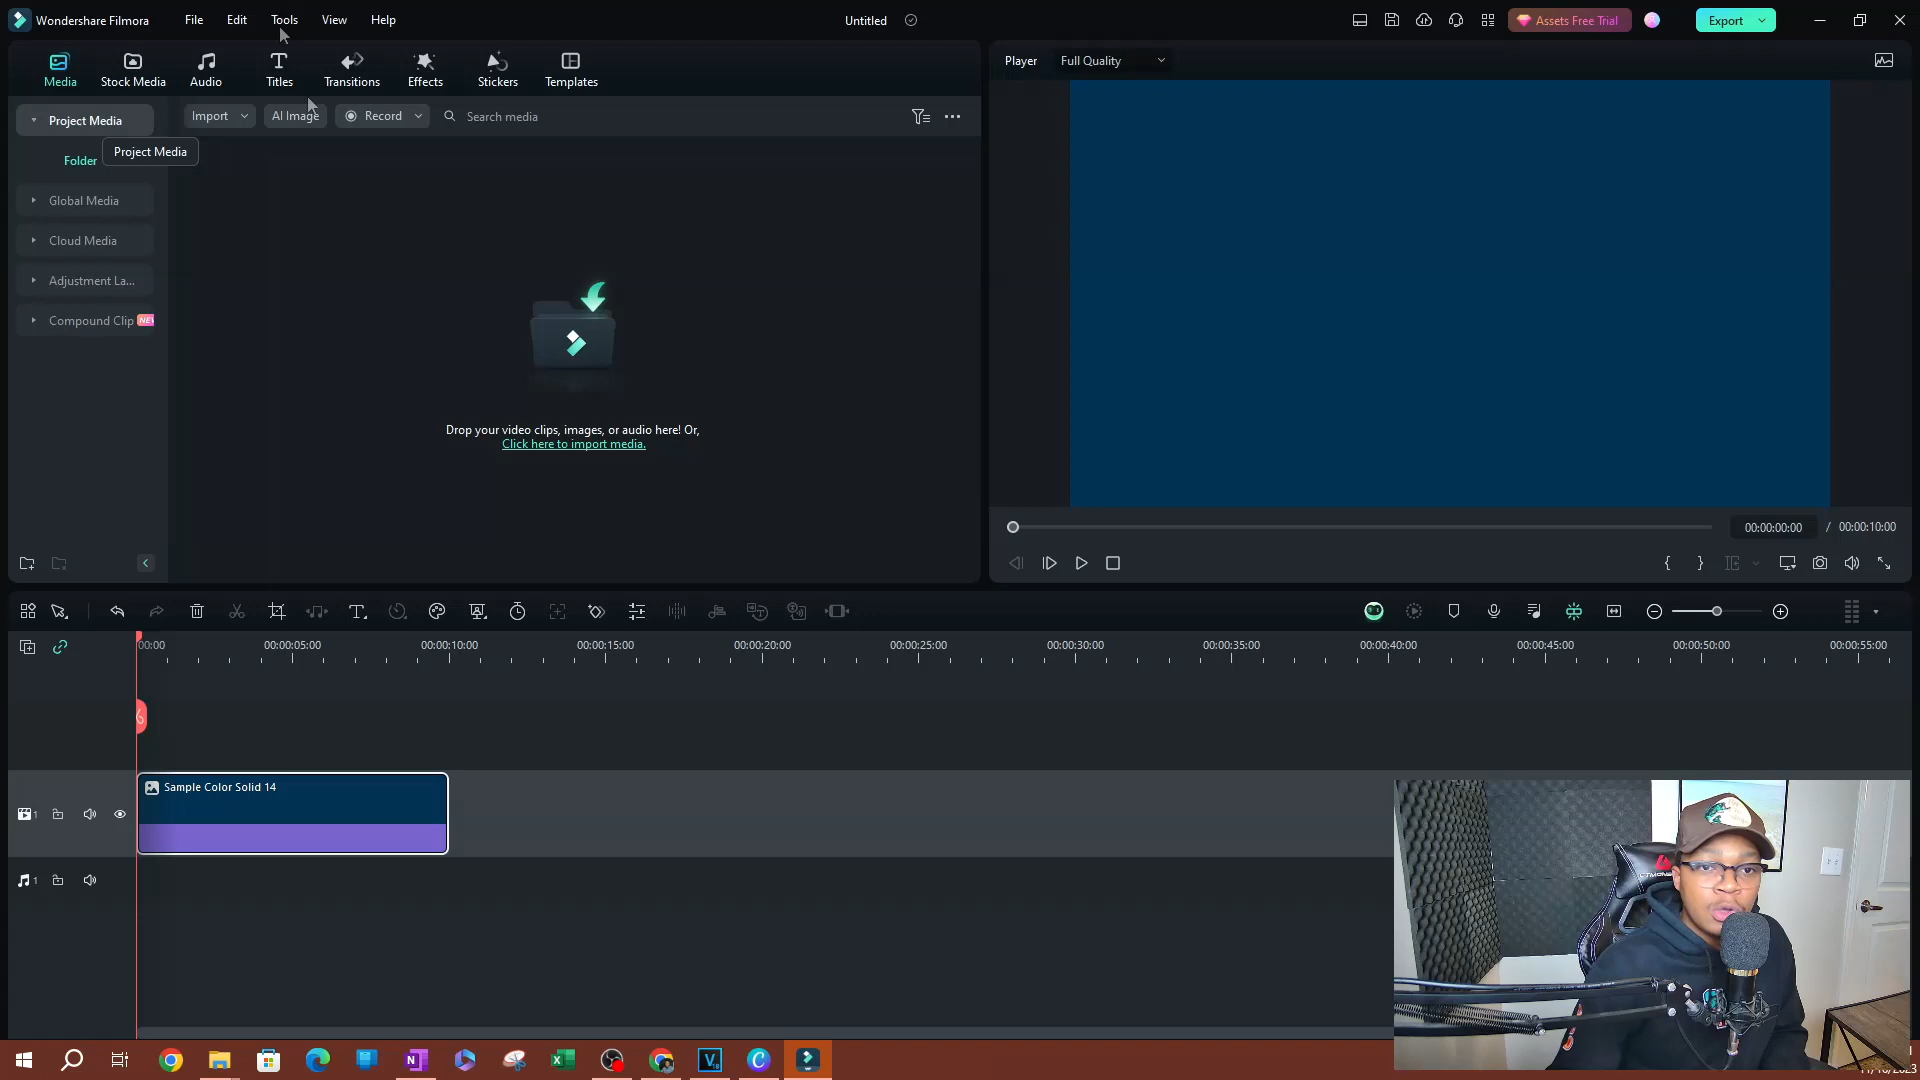 Wondershare Filmora File Edit Tools View Help Untitled Assets Free Trial Export
Media Stock Media Audio Titles Transitions Effects Stickers Templates
Player Full Quality
Project Media Import AI Image Record Search media
Project Media
Folder
Global Media
Cloud Media
Adjustment La...
Compound Clip NEW
Drop your video clips, images, or audio here! Or,
Click here to import media.
00:00:00:00 / 00:00:10:00
00:00 00:00:05:00 00:00:10:00 00:00:15:00 00:00:20:00 00:00:25:00 00:00:30:00 00:00:35:00 00:00:40:00 00:00:45:00 00:00:50:00 00:00:55:00
Sample Color Solid 14
1
1